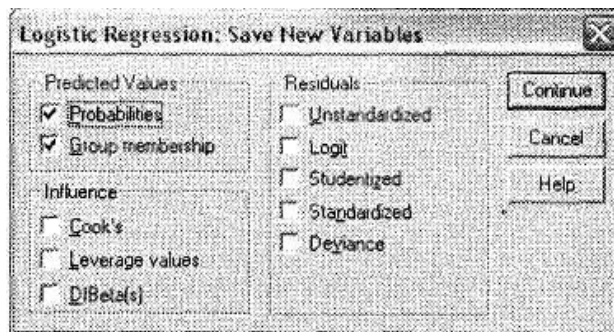 Logistic Regression: Save New Variables
Predicted Values
Probabilities
Group membership
Influence
Cook's
Leverage values
DfBeta(s)
Residuals
Unstandardized
Logit
Studentized
Standardized
Deviance
Continue
Cancel
Help